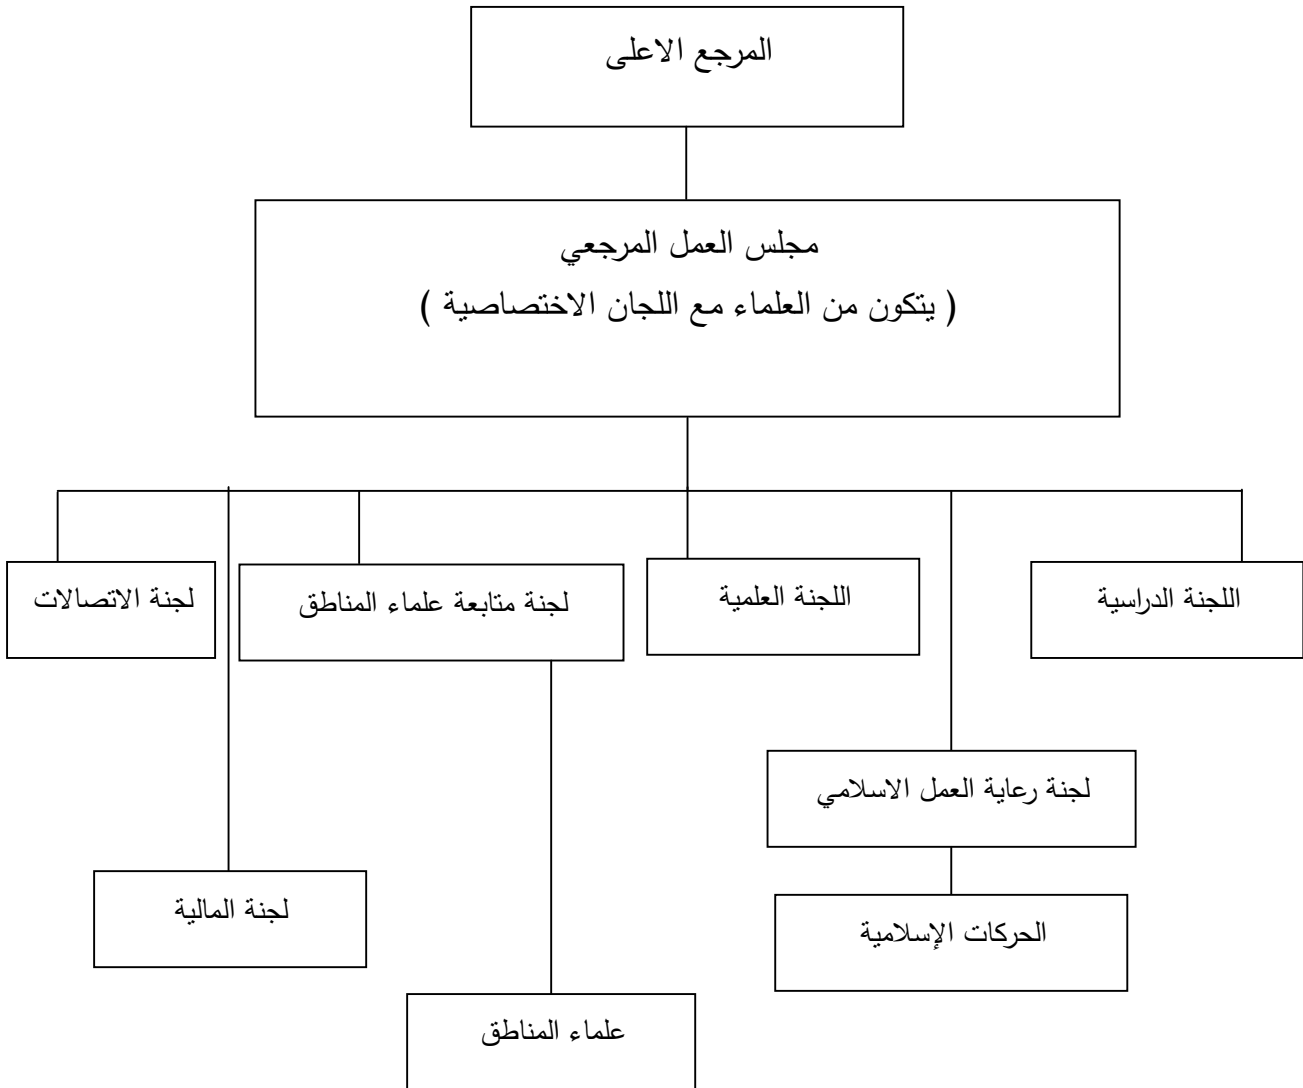 المرجع الاعلى
مجلس العمل المرجعي
( يتكون من العلماء مع اللجان الاختصاصية )
اللجنة الدراسية
اللجنة العلمية
لجنة متابعة علماء المناطق
لجنة الاتصالات
لجنة رعاية العمل الاسلامي
لجنة المالية
الحركات الإسلامية
علماء المناطق